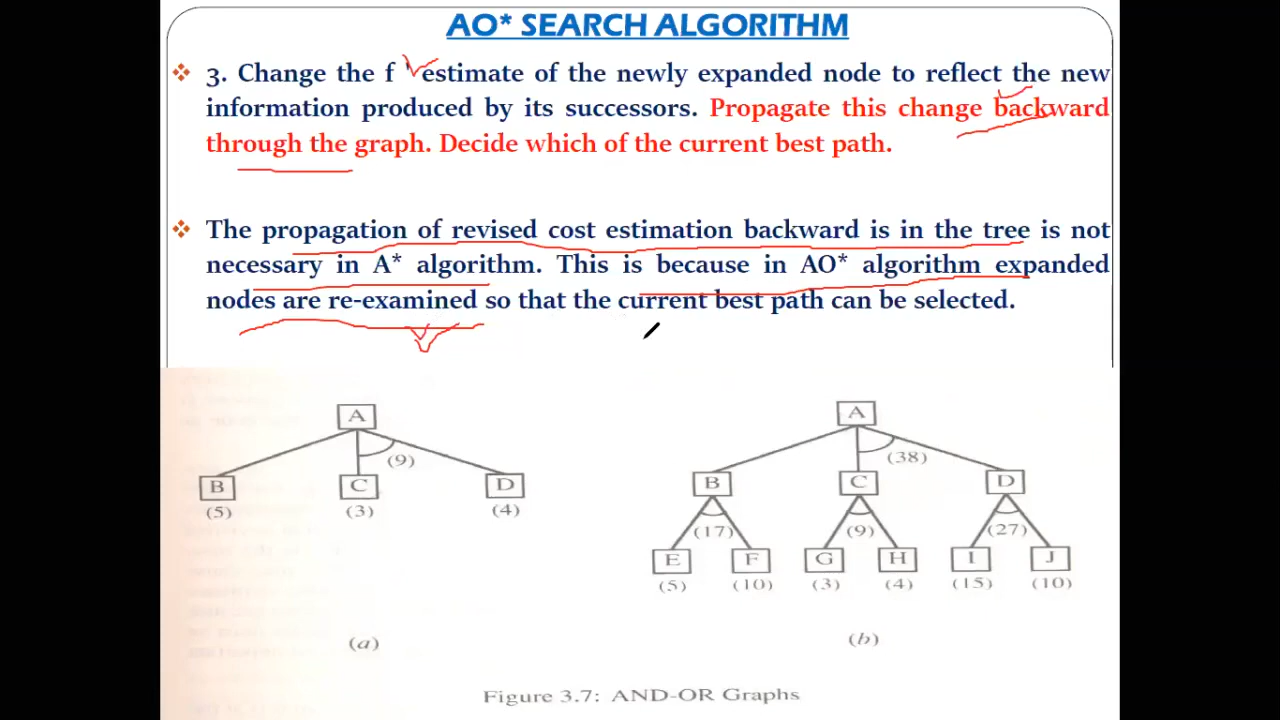 AO* SEARCH ALGORITHM
3. Change the f ' estimate of the newly expanded node to reflect the new
information produced by its successors. Propagate this change backward
through the graph. Decide which of the current best path.
The propagation of revised cost estimation backward is in the tree is not
necessary in A* algorithm. This is because in AO* algorithm expanded
nodes are re-examined so that the current best path can be selected.
A
(9)
B C D
(5) (3) (4)
(a)
A
(38)
B C D
(17) (9) (27)
E F G H I J
(5) (10) (3) (4) (15) (10)
(b)
Figure 3.7: AND-OR Graphs